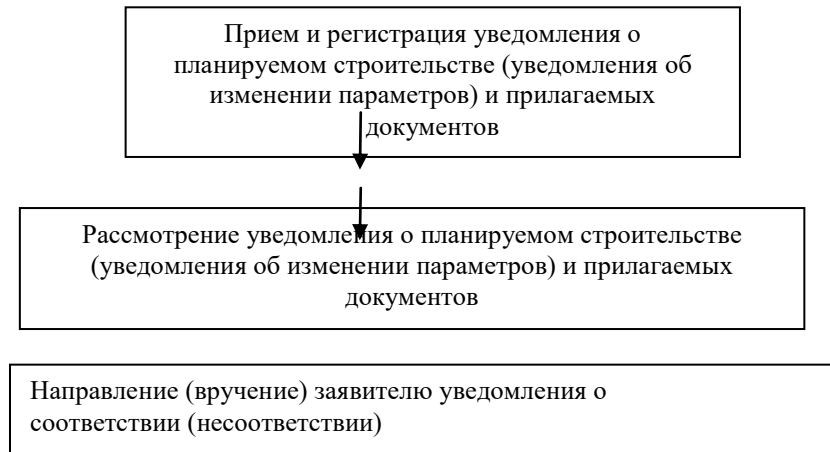 Прием и регистрация уведомления о
планируемом строительстве (уведомления об
изменении параметров) и прилагаемых
документов
Рассмотрение уведомления о планируемом строительстве
(уведомления об изменении параметров) и прилагаемых
документов
Направление (вручение) заявителю уведомления о
соответствии (несоответствии)